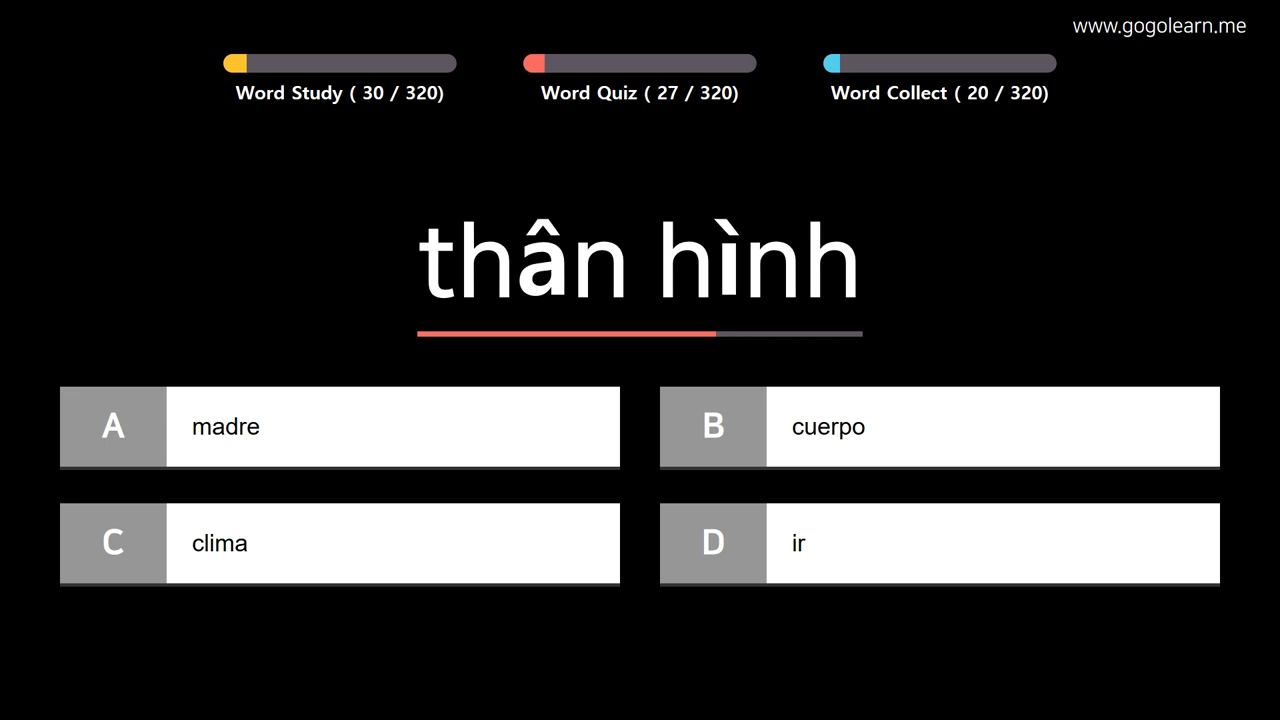 www.gogolearn.me
Word Study ( 30 / 320)
Word Quiz ( 27 / 320)
Word Collect ( 20 / 320)
thân hình
A madre
B cuerpo
C clima
D ir